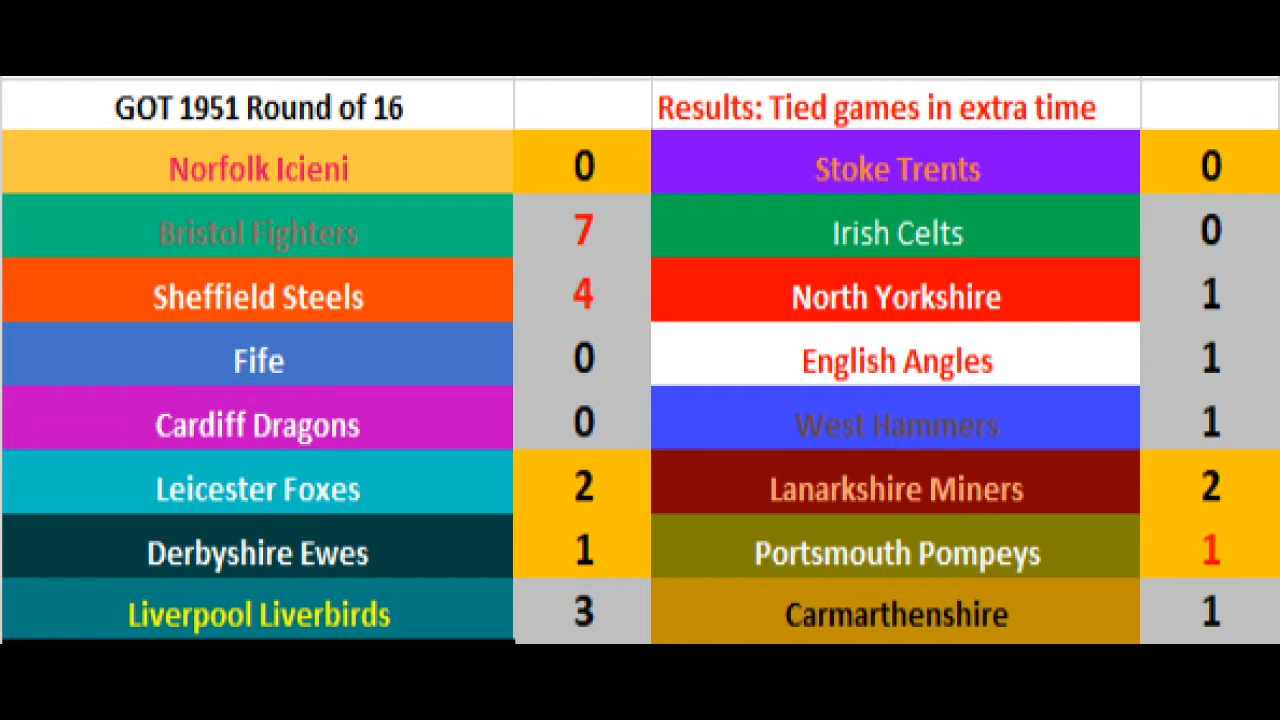 GOT 1951 Round of 16 Results: Tied games in extra time
Norfolk Icieni 0 Stoke Trents 0
Bristol Fighters 7 Irish Celts 0
Sheffield Steels 4 North Yorkshire 1
Fife 0 English Angles 1
Cardiff Dragons 0 West Hammers 1
Leicester Foxes 2 Lanarkshire Miners 2
Derbyshire Ewes 1 Portsmouth Pompeys 1
Liverpool Liverbirds 3 Carmarthenshire 1